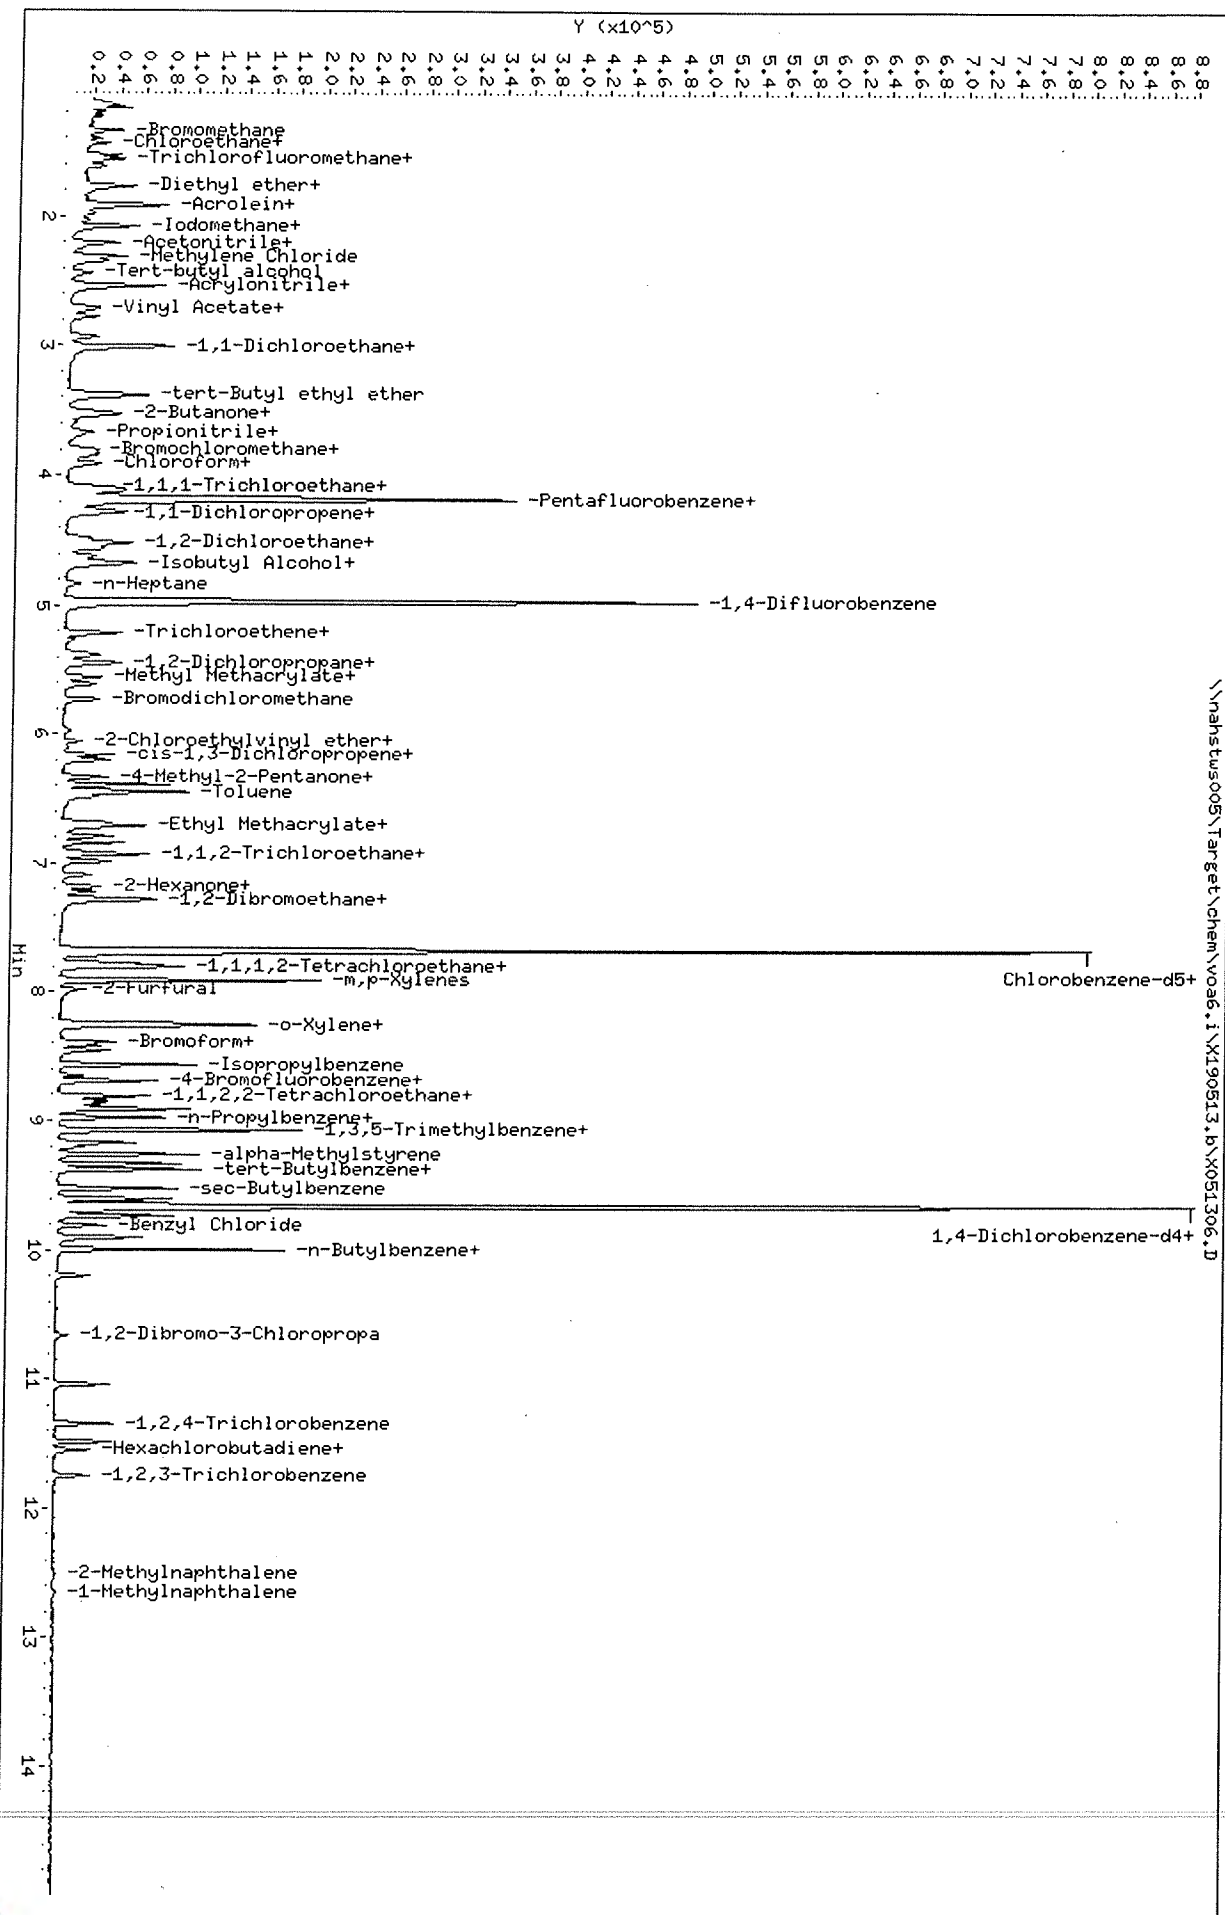 Y (x10^5)
0.2
0.4
0.6
0.8
1.0
1.2
1.4
1.6
1.8
2.0
2.2
2.4
2.6
2.8
3.0
3.2
3.4
3.6
3.8
4.0
4.2
4.4
4.6
4.8
5.0
5.2
5.4
5.6
5.8
6.0
6.2
6.4
6.6
6.8
7.0
7.2
7.4
7.6
7.8
8.0
8.2
8.4
8.6
8.8
\\nahstws005\Target\chem\voa6.i\X190513.b\X051306.D
-Bromomethane
-Chloroethane+
-Trichlorofluoromethane+
-Diethyl ether+
-Acrolein+
2
-Iodomethane+
-Acetonitrile+
-Methylene Chloride
-Tert-butyl alcohol
-Acrylonitrile+
-Vinyl Acetate+
3
-1,1-Dichloroethane+
-tert-Butyl ethyl ether
-2-Butanone+
-Propionitrile+
-Bromochloromethane+
-Chloroform+
4
-1,1,1-Trichloroethane+
-Pentafluorobenzene+
-1,1-Dichloropropene+
-1,2-Dichloroethane+
-Isobutyl Alcohol+
-n-Heptane
5
-1,4-Difluorobenzene
-Trichloroethene+
-1,2-Dichloropropane+
-Methyl Methacrylate+
-Bromodichloromethane
6
-2-Chloroethylvinyl ether+
-cis-1,3-Dichloropropene+
-4-Methyl-2-Pentanone+
-Toluene
-Ethyl Methacrylate+
-1,1,2-Trichloroethane+
7
-2-Hexanone+
-1,2-Dibromoethane+
Min
-1,1,1,2-Tetrachloroethane+
Chlorobenzene-d5+
-m,p-Xylenes
8
-2-Furfural
-o-Xylene+
-Bromoform+
-Isopropylbenzene
-4-Bromofluorobenzene+
-1,1,2,2-Tetrachloroethane+
9
-n-Propylbenzene+
-1,3,5-Trimethylbenzene+
-alpha-Methylstyrene
-tert-Butylbenzene+
-sec-Butylbenzene
-Benzyl Chloride
1,4-Dichlorobenzene-d4+
10
-n-Butylbenzene+
-1,2-Dibromo-3-Chloropropa
11
-1,2,4-Trichlorobenzene
-Hexachlorobutadiene+
-1,2,3-Trichlorobenzene
12
-2-Methylnaphthalene
-1-Methylnaphthalene
13
14